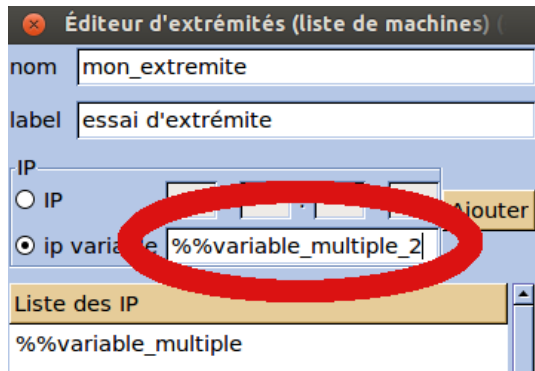 Éditeur d'extrémités (liste de machines) (
nom mon_extremite
label essai d'extrémite
IP
IP . Ajouter
ip variable %%variable_multiple_2
Liste des IP
%%variable_multiple